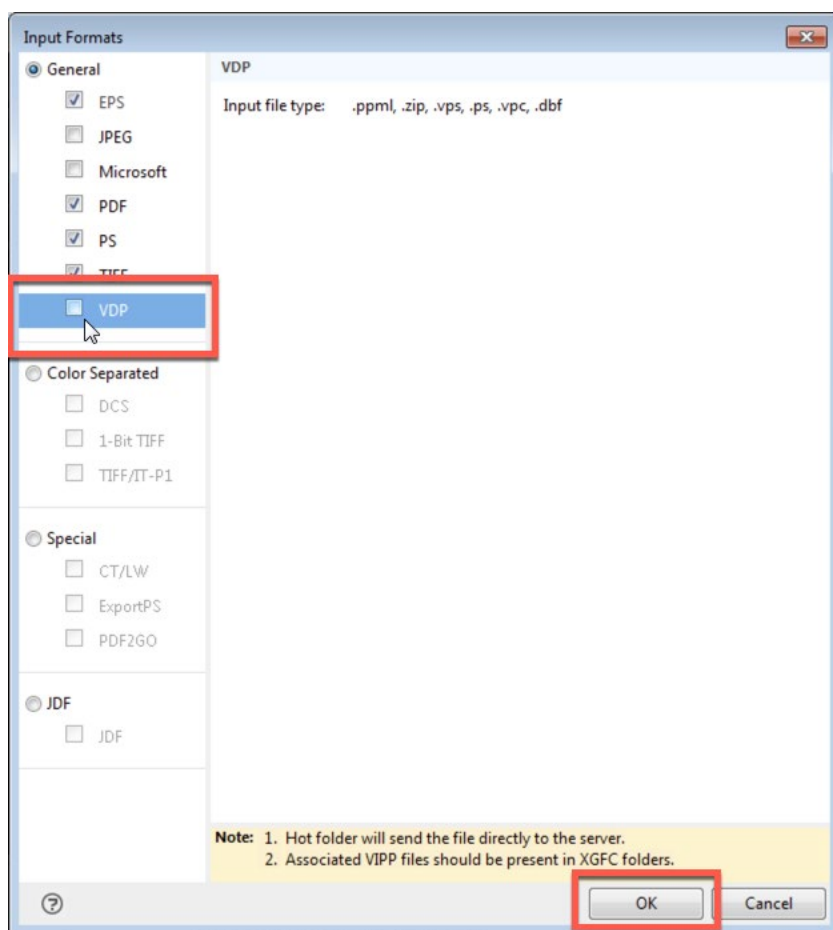 Input Formats
General
EPS
JPEG
Microsoft
PDF
PS
TIFF
VDP
Color Separated
DCS
1-Bit TIFF
TIFF/IT-P1
Special
CT/LW
ExportPS
PDF2GO
JDF
JDF
VDP
Input file type: .ppml, .zip, .vps, .ps, .vpc, .dbf
Note: 1. Hot folder will send the file directly to the server.
2. Associated VIPP files should be present in XGFC folders.
?
OK
Cancel